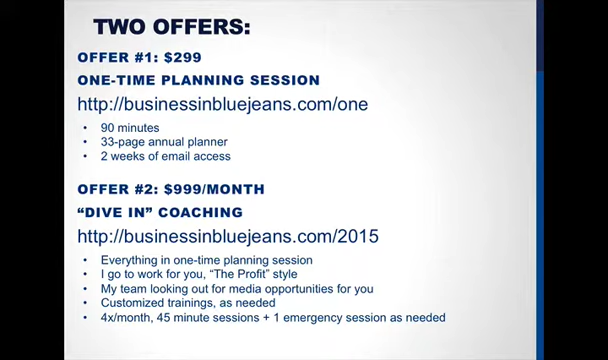 TWO OFFERS:
OFFER #1: $299
ONE-TIME PLANNING SESSION
http://businessinbluejeans.com/one
• 90 minutes
• 33-page annual planner
• 2 weeks of email access
OFFER #2: $999/MONTH
“DIVE IN” COACHING
http://businessinbluejeans.com/2015
• Everything in one-time planning session
• I go to work for you, “The Profit” style
• My team looking out for media opportunities for you
• Customized trainings, as needed
• 4x/month, 45 minute sessions + 1 emergency session as needed